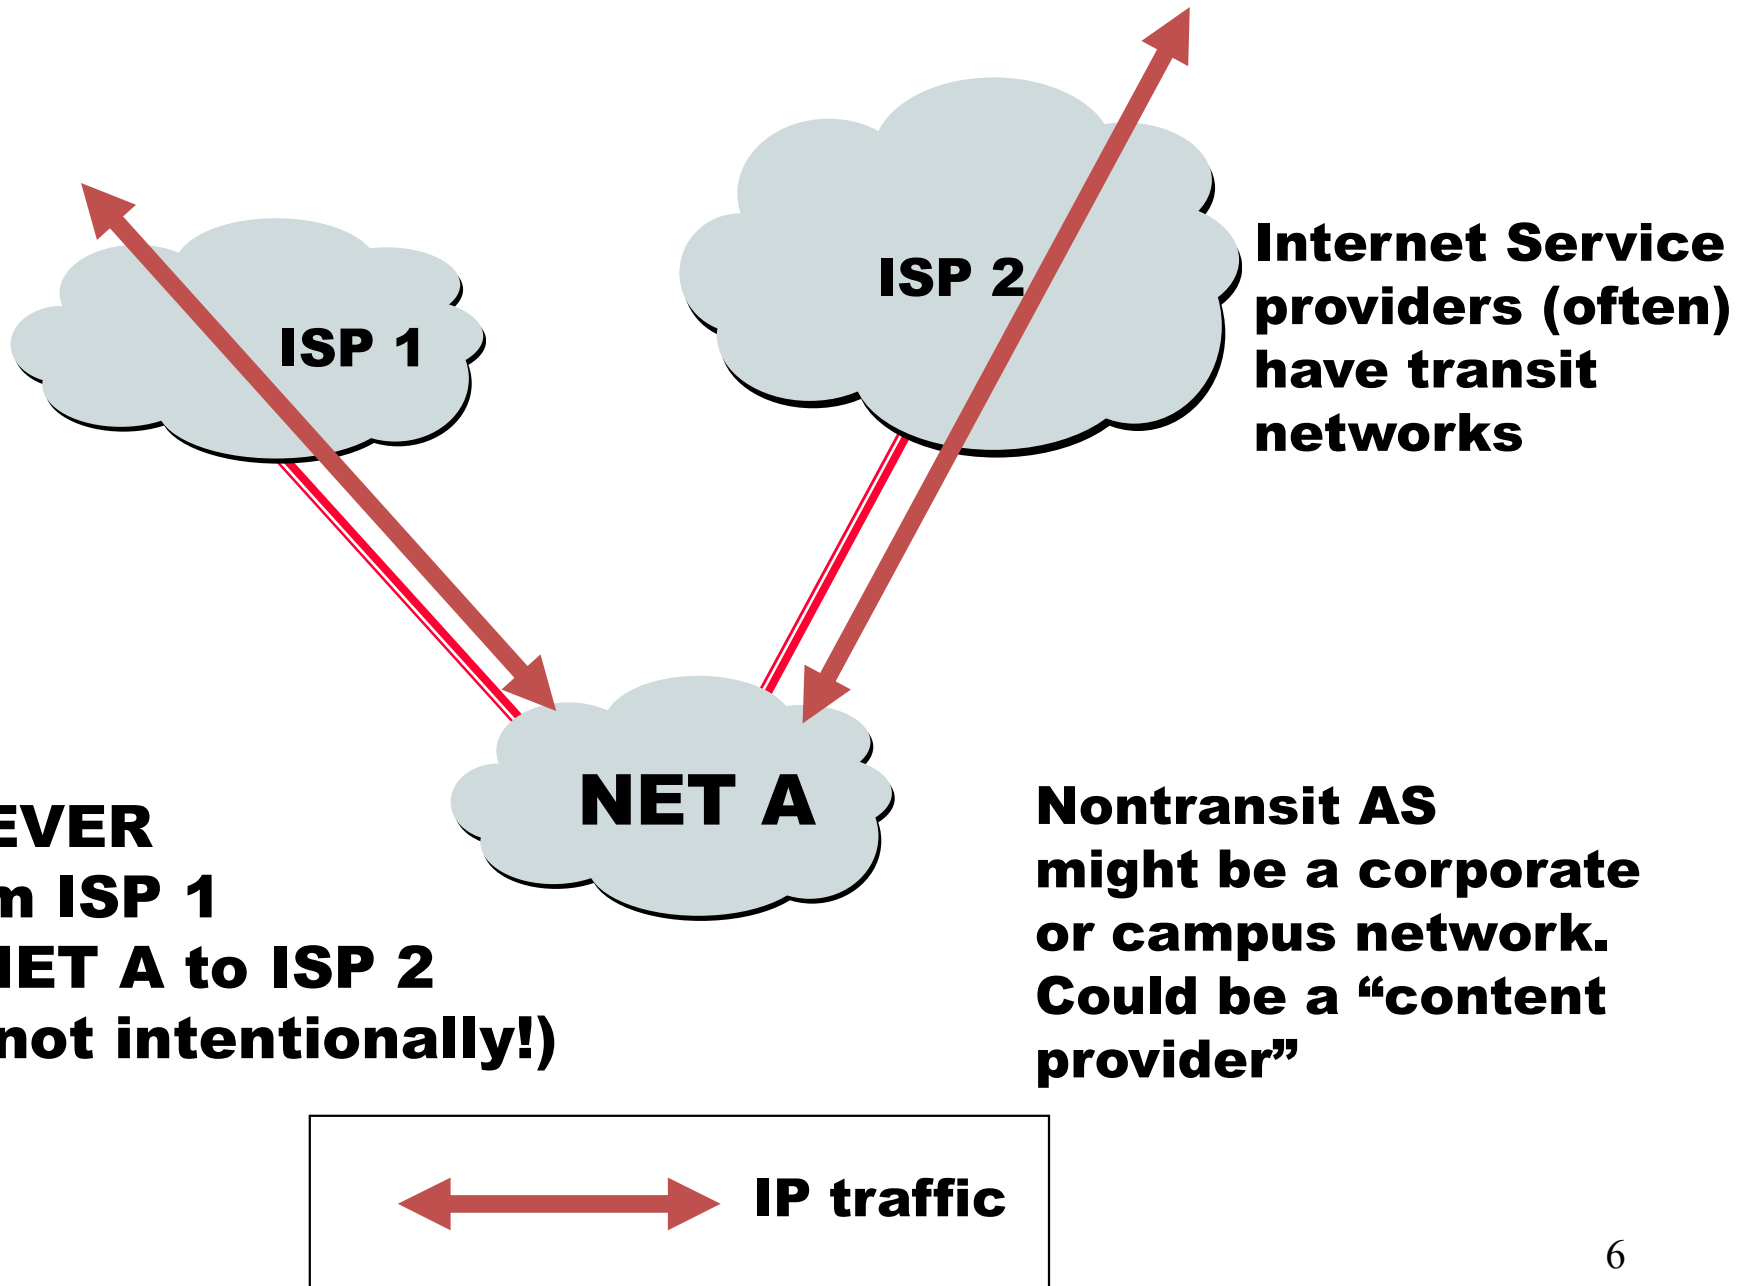 ISP 1
ISP 2
Internet Service
providers (often)
have transit
networks
NET A
EVER
m ISP 1
NET A to ISP 2
not intentionally!)
Nontransit AS
might be a corporate
or campus network.
Could be a “content
provider”
IP traffic
6